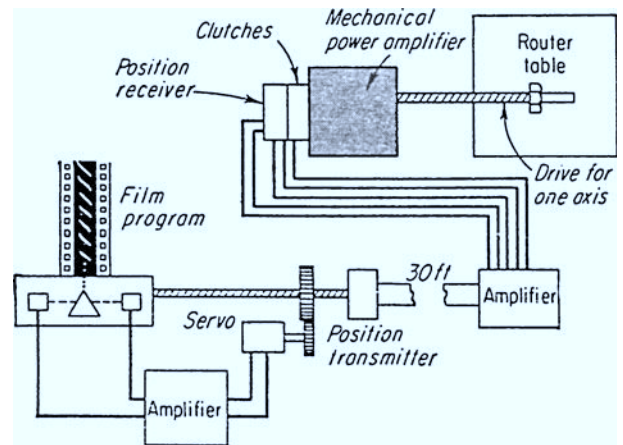 Clutches
Mechanical
power amplifier
Router
table
Position
receiver
Drive for
one axis
Film
program
30 ft
Amplifier
Servo
Position
transmitter
Amplifier